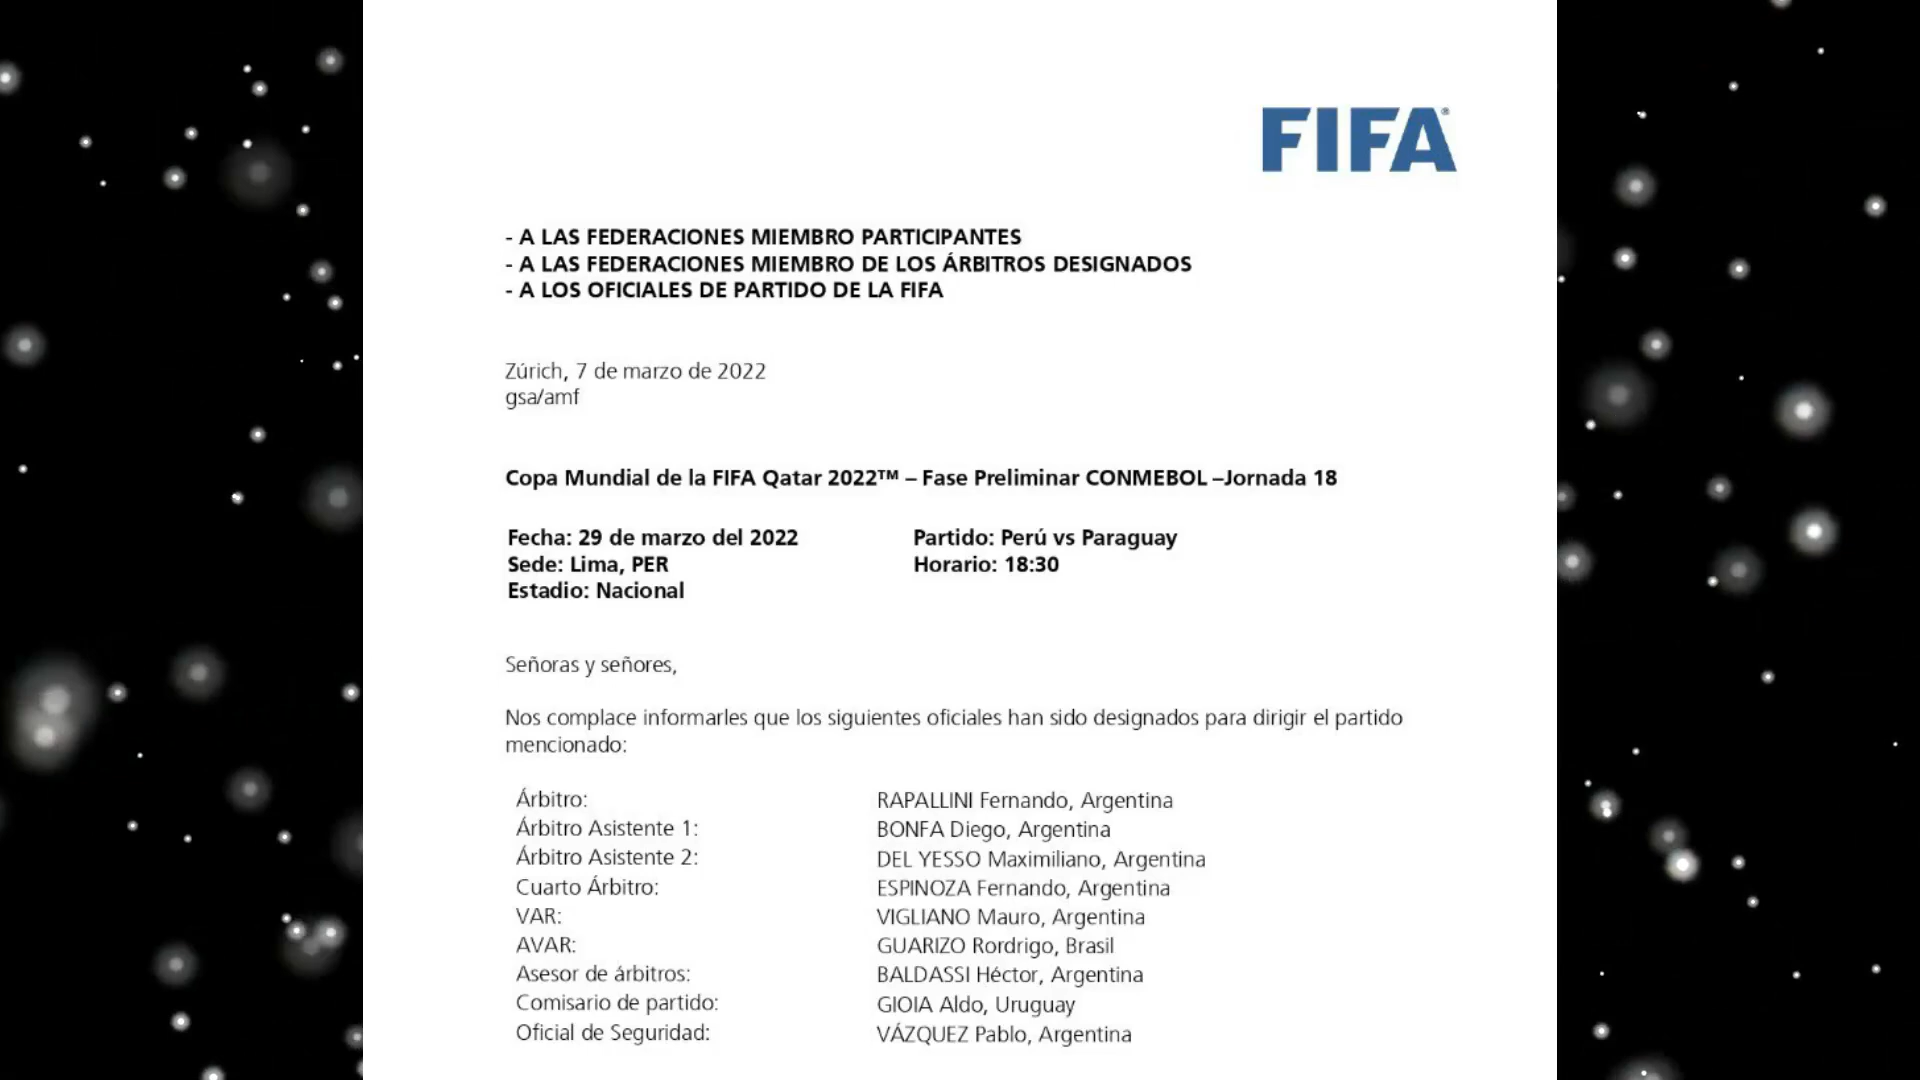 FIFA®
- A LAS FEDERACIONES MIEMBRO PARTICIPANTES
- A LAS FEDERACIONES MIEMBRO DE LOS ÁRBITROS DESIGNADOS
- A LOS OFICIALES DE PARTIDO DE LA FIFA
Zúrich, 7 de marzo de 2022
gsa/amf
Copa Mundial de la FIFA Qatar 2022™ – Fase Preliminar CONMEBOL –Jornada 18
Fecha: 29 de marzo del 2022 Partido: Perú vs Paraguay
Sede: Lima, PER Horario: 18:30
Estadio: Nacional
Señoras y señores,
Nos complace informarles que los siguientes oficiales han sido designados para dirigir el partido
mencionado:
Árbitro: RAPALLINI Fernando, Argentina
Árbitro Asistente 1: BONFA Diego, Argentina
Árbitro Asistente 2: DEL YESSO Maximiliano, Argentina
Cuarto Árbitro: ESPINOZA Fernando, Argentina
VAR: VIGLIANO Mauro, Argentina
AVAR: GUARIZO Rordrigo, Brasil
Asesor de árbitros: BALDASSI Héctor, Argentina
Comisario de partido: GIOIA Aldo, Uruguay
Oficial de Seguridad: VÁZQUEZ Pablo, Argentina